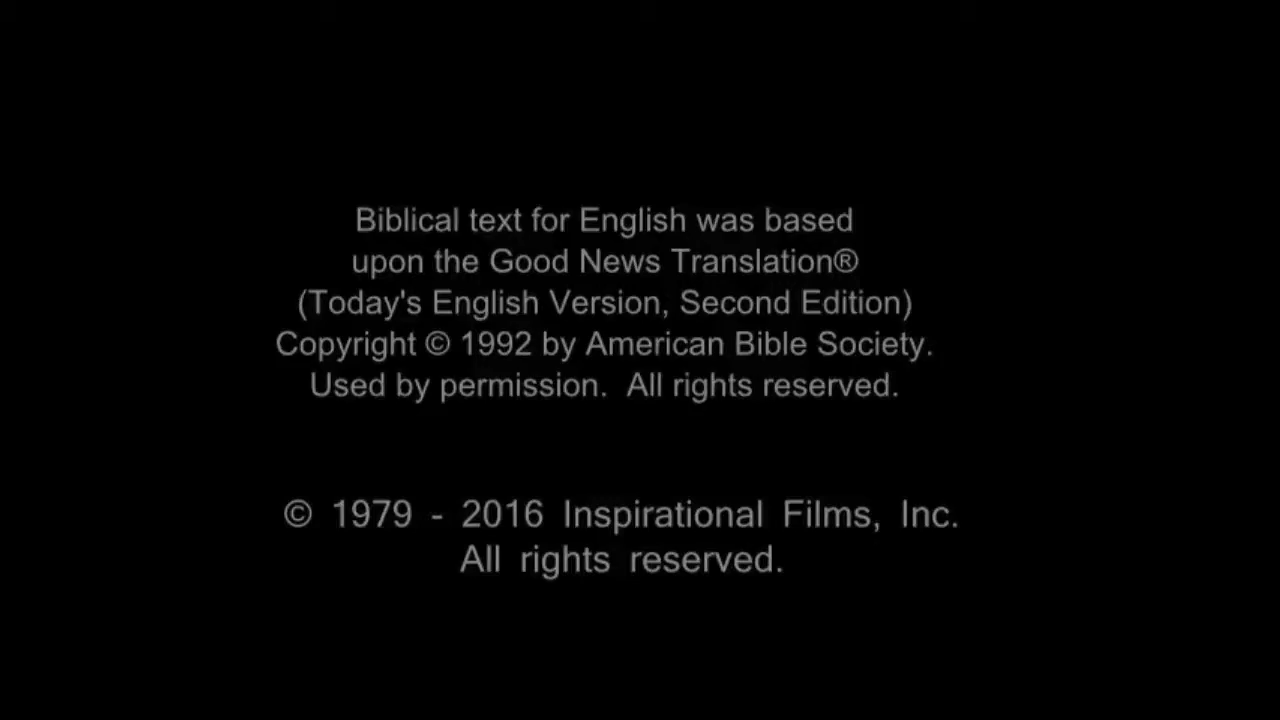 Biblical text for English was based
upon the Good News Translation®
(Today's English Version, Second Edition)
Copyright © 1992 by American Bible Society.
Used by permission. All rights reserved.
© 1979 - 2016 Inspirational Films, Inc.
All rights reserved.